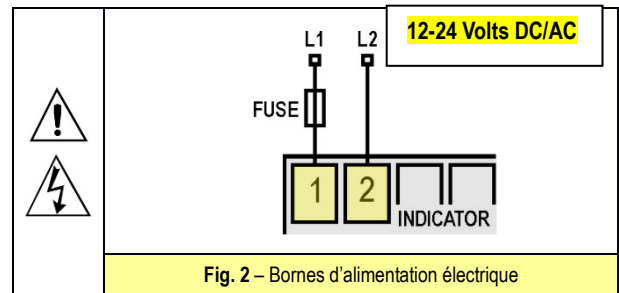 12-24 Volts DC/AC
L1 L2
FUSE
1 2
INDICATOR
Fig. 2 – Bornes d’alimentation électrique